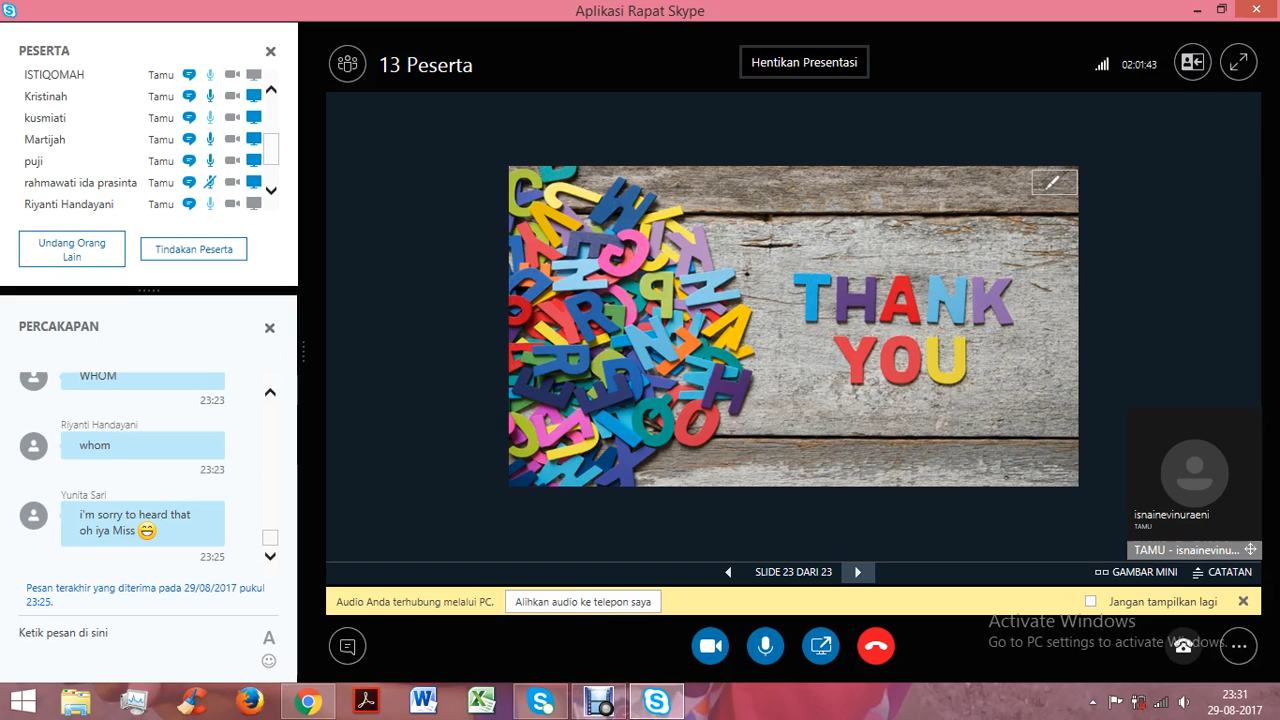 Aplikasi Rapat Skype
PESERTA
ISTIQOMAH Tamu
Kristinah Tamu
kusmiati Tamu
Martijah Tamu
puji Tamu
rahmawati ida prasinta Tamu
Riyanti Handayani Tamu
Undang Orang
Lain
Tindakan Peserta
PERCAKAPAN
WHOM
23:23
Riyanti Handayani
whom
23:23
Yunita Sari
i'm sorry to heard that
oh iya Miss
23:25
Pesan terakhir yang diterima pada 29/08/2017 pukul
23:25.
Ketik pesan di sini
13 Peserta
Hentikan Presentasi
02:01:43
THANK
YOU
isnainevinuraeni
TAMU
TAMU - isnainevinu...
SLIDE 23 DARI 23
GAMBAR MINI
CATATAN
Audio Anda terhubung melalui PC.
Alihkan audio ke telepon saya
Jangan tampilkan lagi
Activate Windows
Go to PC settings to activate Windows.
23:31
29-08-2017